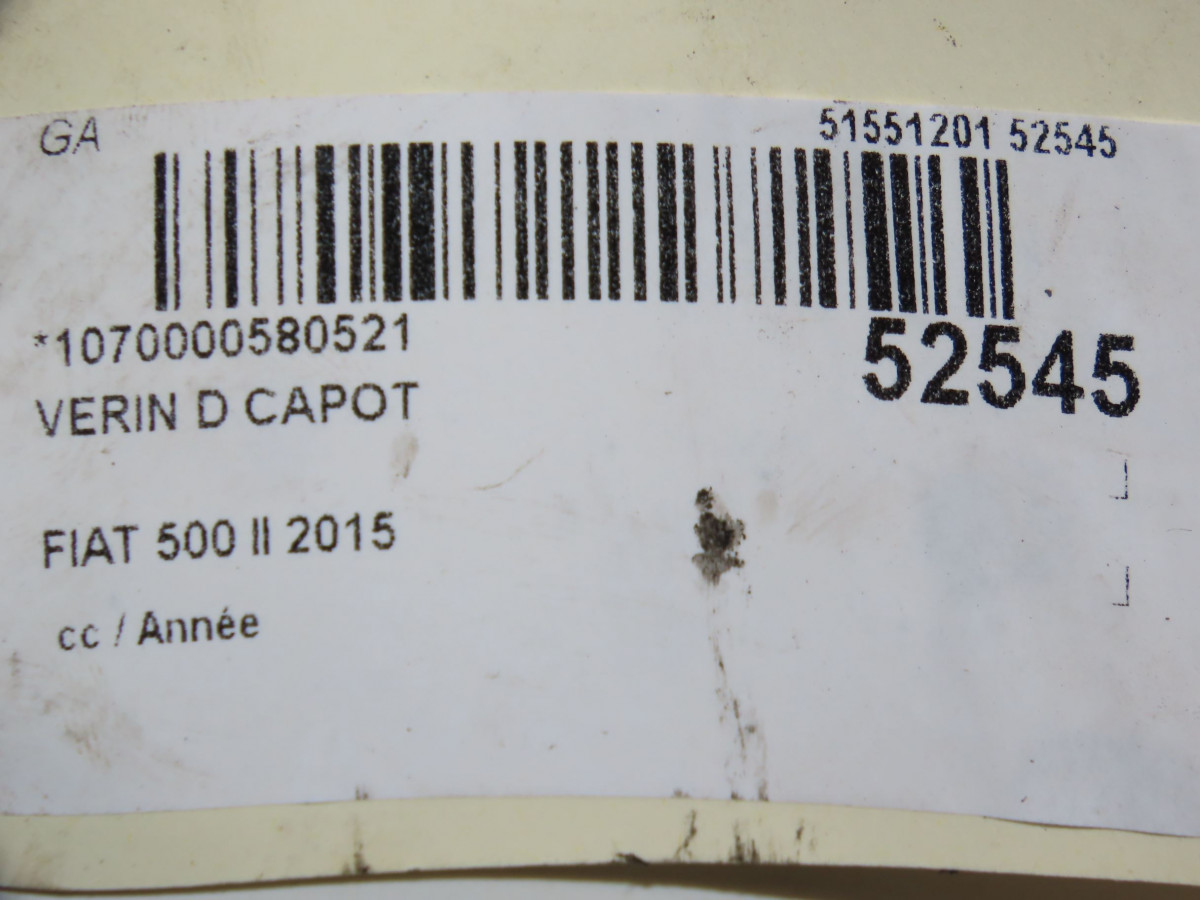 GA
51551201 52545
*1070000580521
52545
VERIN D CAPOT
FIAT 500 II 2015
cc / Année